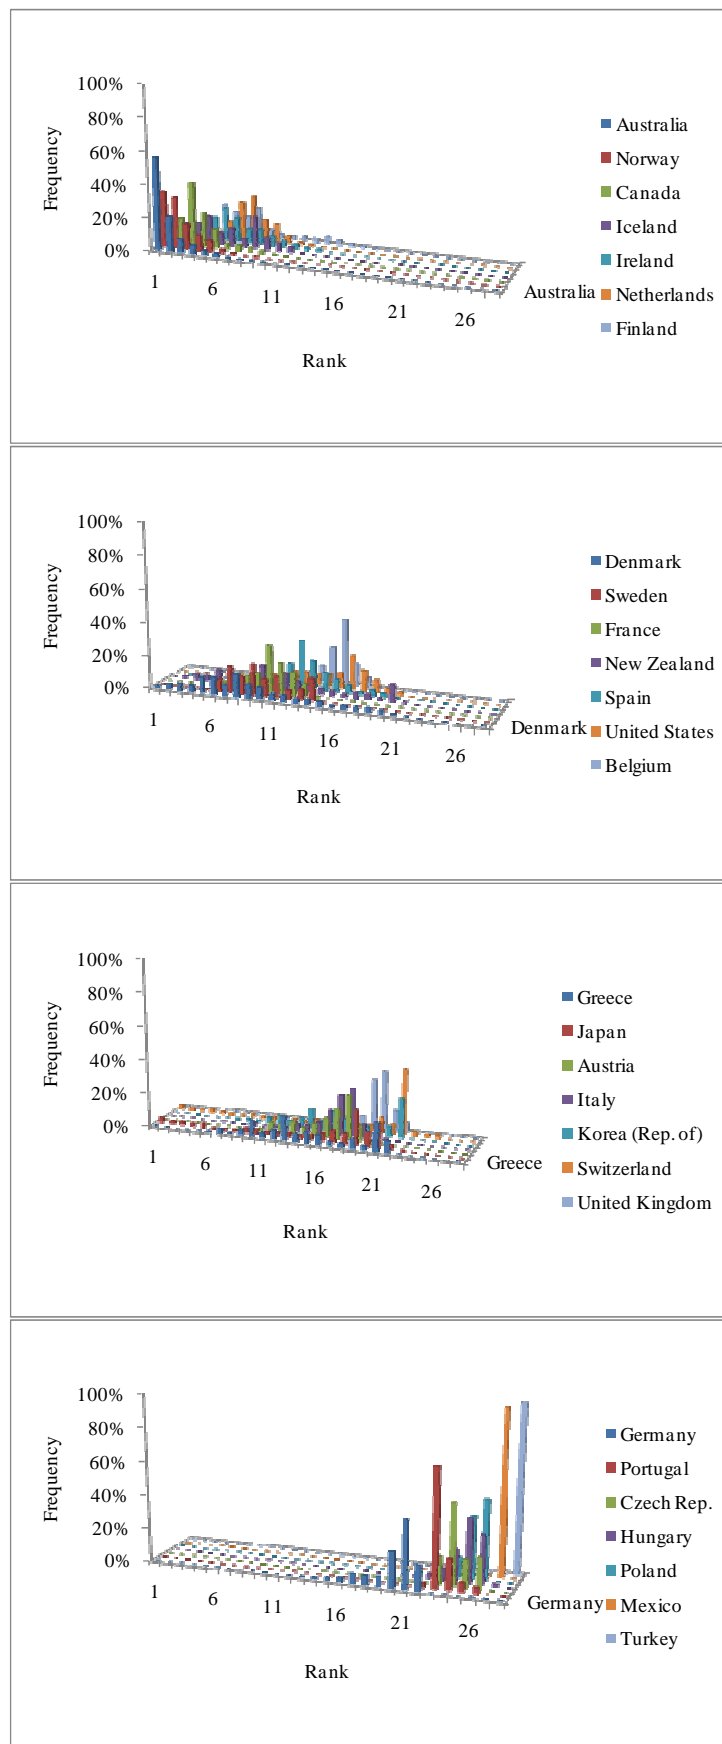 100%
80%
60%
40%
20%
0%
Frequency
1
6
11
16
21
26
Rank
Australia
Australia
Norway
Canada
Iceland
Ireland
Netherlands
Finland
100%
80%
60%
40%
20%
0%
Frequency
1
6
11
16
21
26
Rank
Denmark
Denmark
Sweden
France
New Zealand
Spain
United States
Belgium
100%
80%
60%
40%
20%
0%
Frequency
1
6
11
16
21
26
Rank
Greece
Greece
Japan
Austria
Italy
Korea (Rep. of)
Switzerland
United Kingdom
100%
80%
60%
40%
20%
0%
Frequency
1
6
11
16
21
26
Rank
Germany
Germany
Portugal
Czech Rep.
Hungary
Poland
Mexico
Turkey